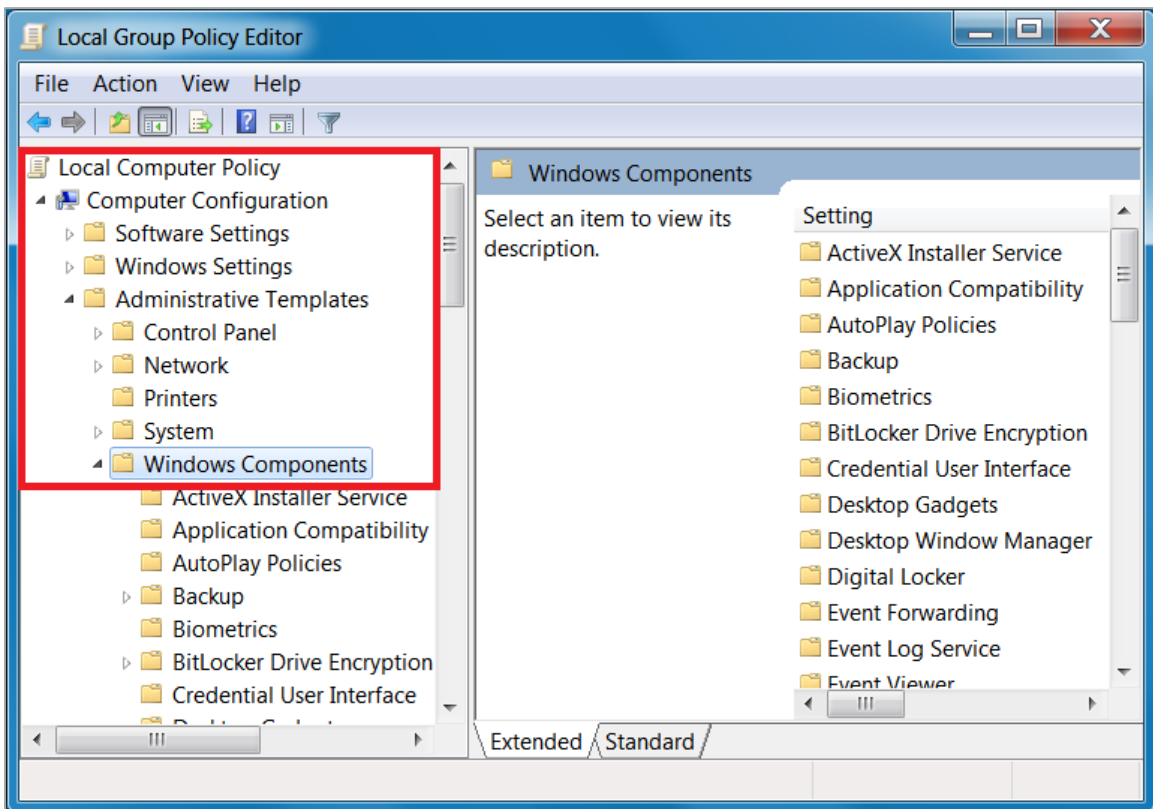 Local Group Policy Editor
File Action View Help
Local Computer Policy
Computer Configuration
Software Settings
Windows Settings
Administrative Templates
Control Panel
Network
Printers
System
Windows Components
ActiveX Installer Service
Application Compatibility
AutoPlay Policies
Backup
Biometrics
BitLocker Drive Encryption
Credential User Interface
Windows Components
Select an item to view its
description.
Setting
ActiveX Installer Service
Application Compatibility
AutoPlay Policies
Backup
Biometrics
BitLocker Drive Encryption
Credential User Interface
Desktop Gadgets
Desktop Window Manager
Digital Locker
Event Forwarding
Event Log Service
Event Viewer
Extended Standard